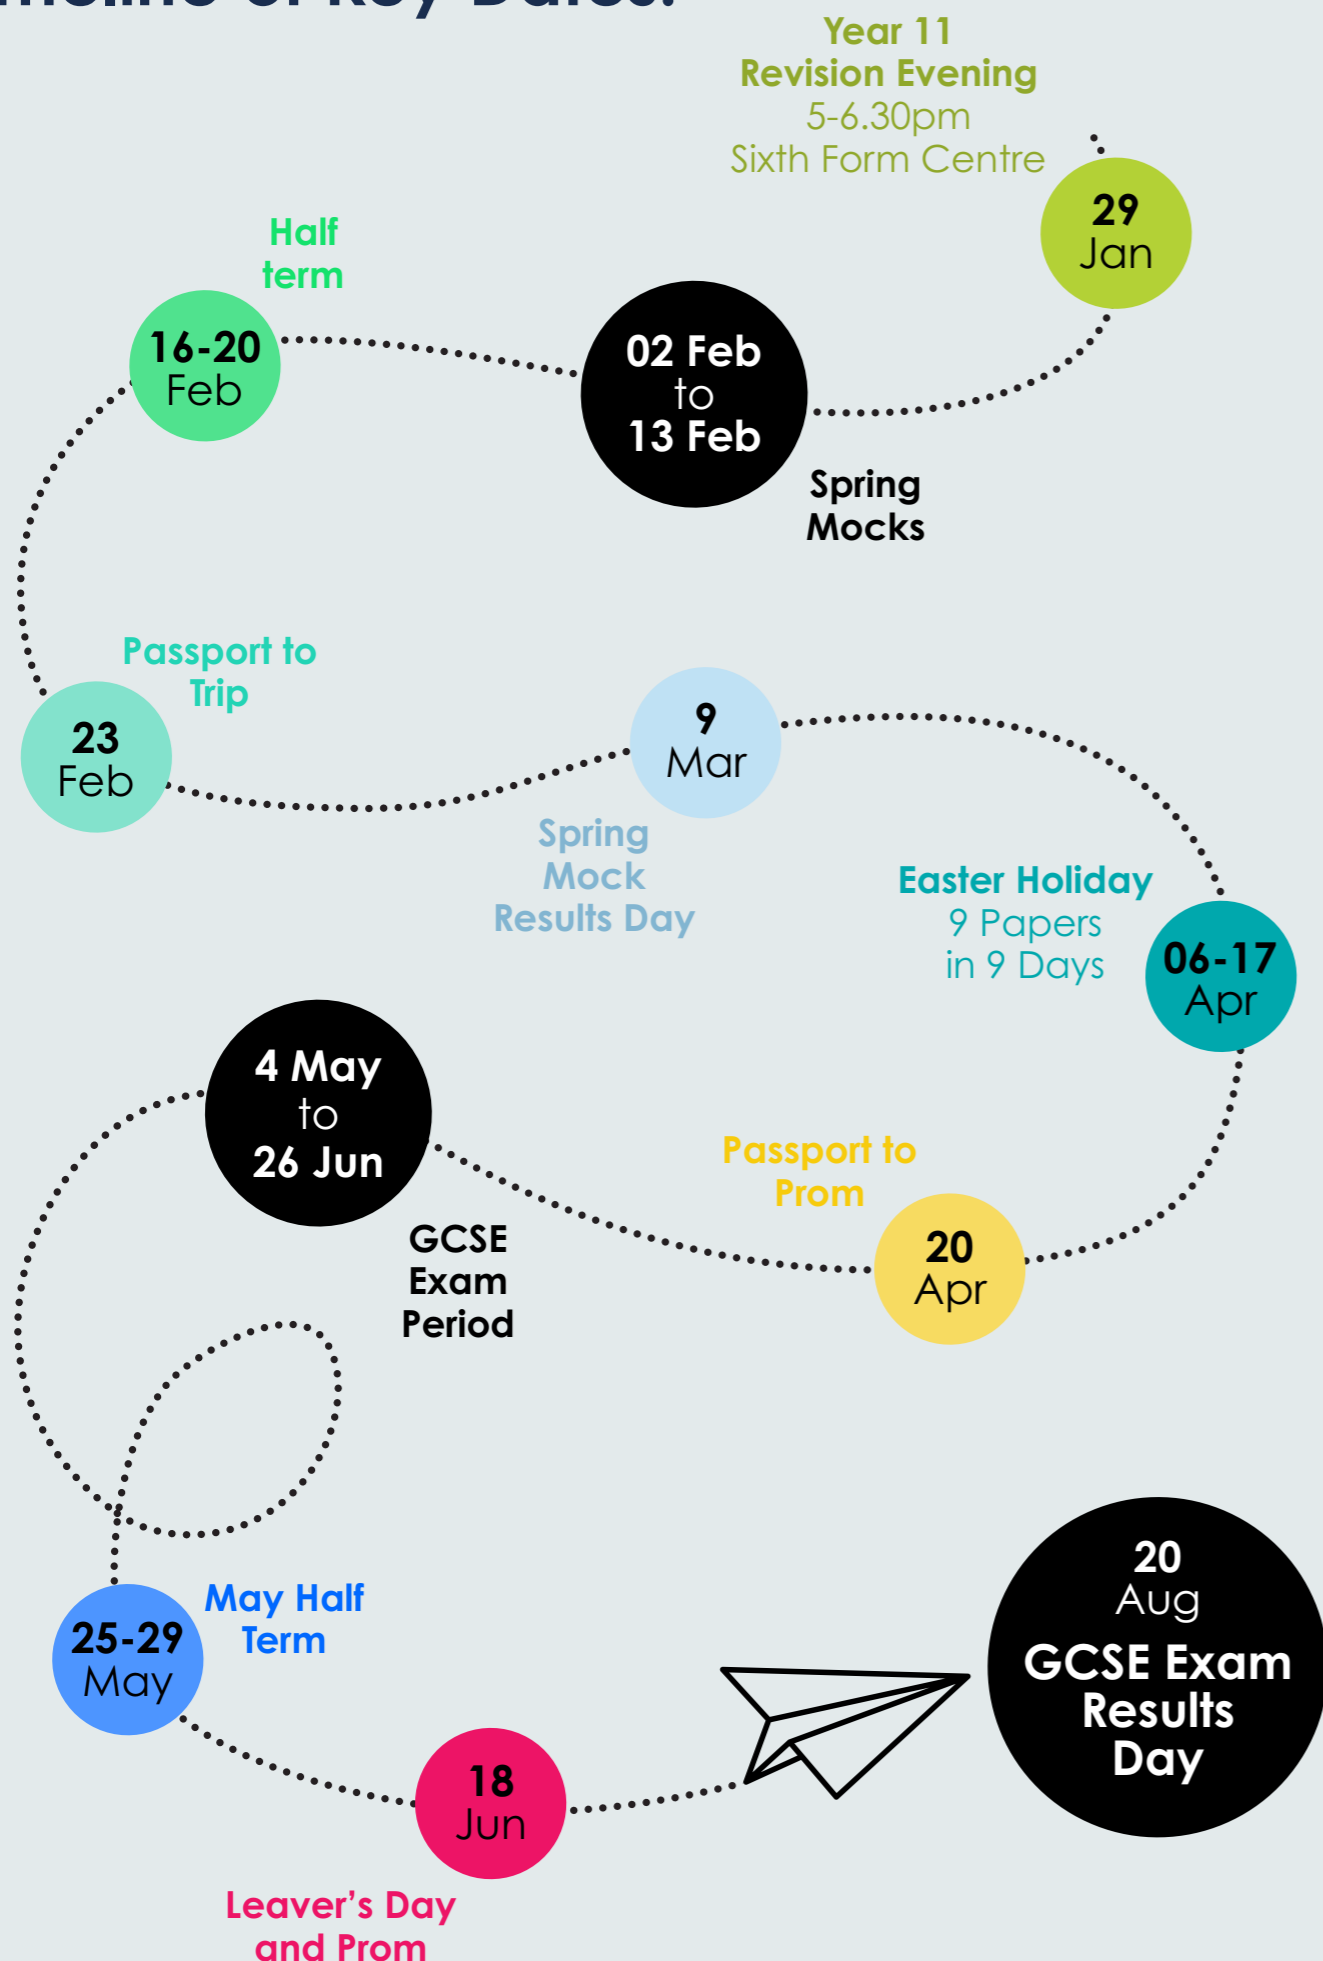 of Key Dates:
Year 11
Revision Evening
5-6.30pm
Sixth Form Centre
29
Jan
02 Feb
to
13 Feb
Spring
Mocks
Half
term
16-20
Feb
Passport to
Trip
23
Feb
9
Mar
Spring
Mock
Results Day
Easter Holiday
9 Papers
in 9 Days
06-17
Apr
Passport to
Prom
20
Apr
4 May
to
26 Jun
GCSE
Exam
Period
25-29
May
May Half
Term
18
Jun
Leaver's Day
and Prom
20
Aug
GCSE Exam
Results
Day